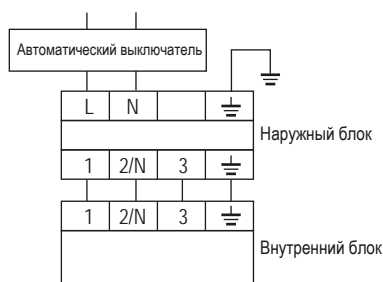 Автоматический выключатель
L N
Наружный блок
1 2/N 3
1 2/N 3
Внутренний блок